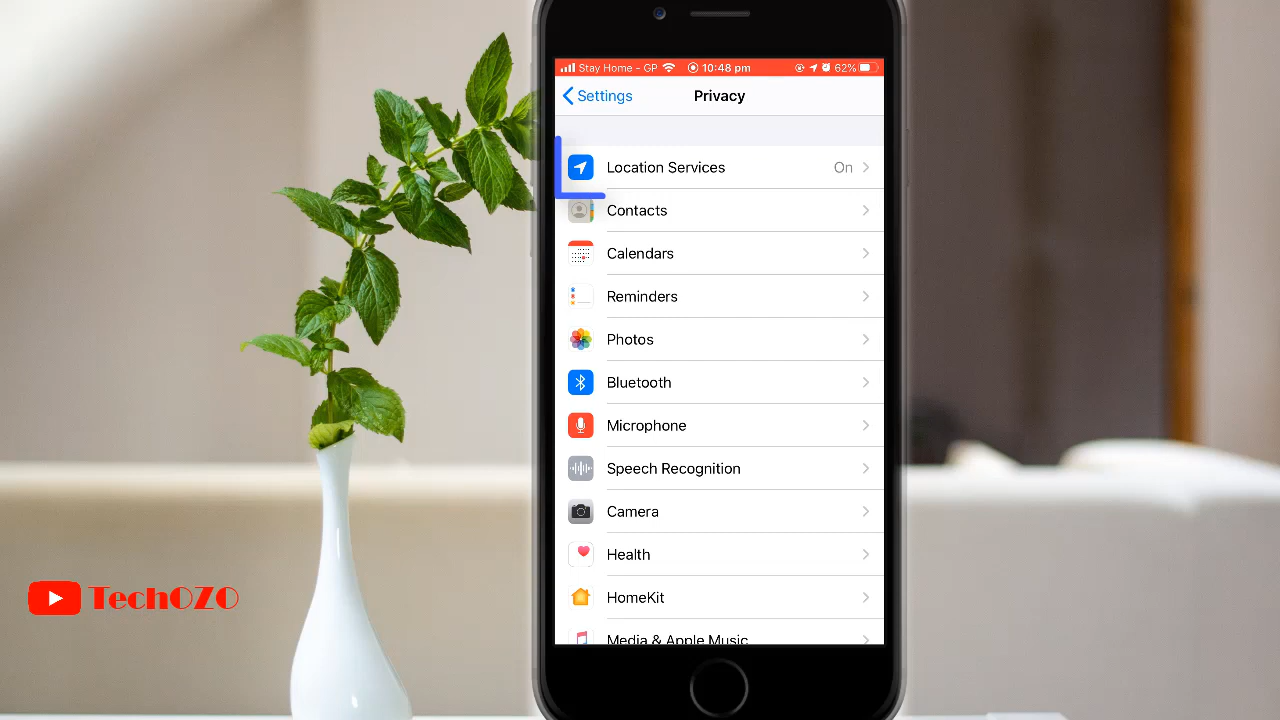 Stay Home - GP 10:48 pm 62%
Settings Privacy
Location Services On
Contacts
Calendars
Reminders
Photos
Bluetooth
Microphone
Speech Recognition
Camera
Health
HomeKit
Media & Apple Music
TechOZO